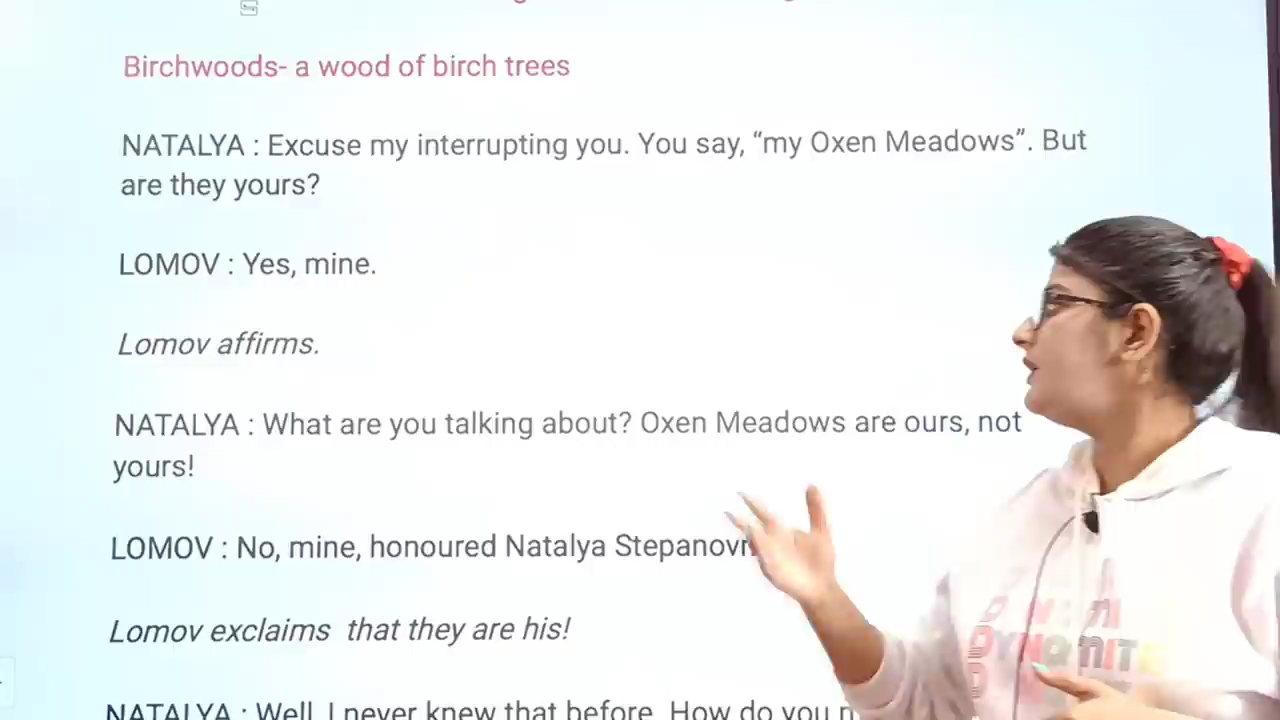 Birchwoods- a wood of birch trees
NATALYA : Excuse my interrupting you. You say, “my Oxen Meadows”. But
are they yours?
LOMOV : Yes, mine.
Lomov affirms.
NATALYA : What are you talking about? Oxen Meadows are ours, not
yours!
LOMOV : No, mine, honoured Natalya
Lomov exclaims that they are his!
NATALYA : Well, I never knew that before. How do you